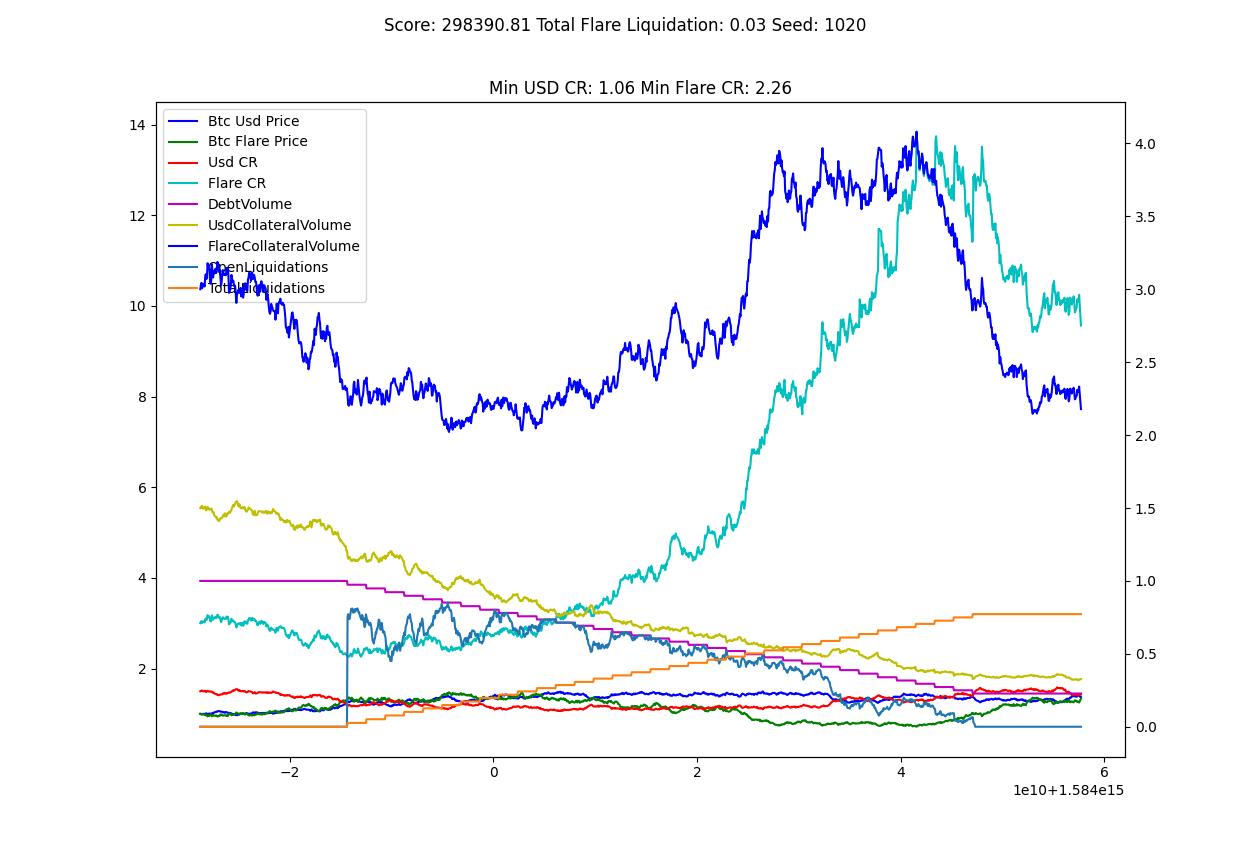 Score: 298390.81 Total Flare Liquidation: 0.03 Seed: 1020
Min USD CR: 1.06 Min Flare CR: 2.26
Btc Usd Price
Btc Flare Price
Usd CR
Flare CR
DebtVolume
UsdCollateralVolume
FlareCollateralVolume
OpenLiquidations
TotalLiquidations
14
12
10
8
6
4
2
4.0
3.5
3.0
2.5
2.0
1.5
1.0
0.5
0.0
−2 0 2 4 6
1e10+1.584e15